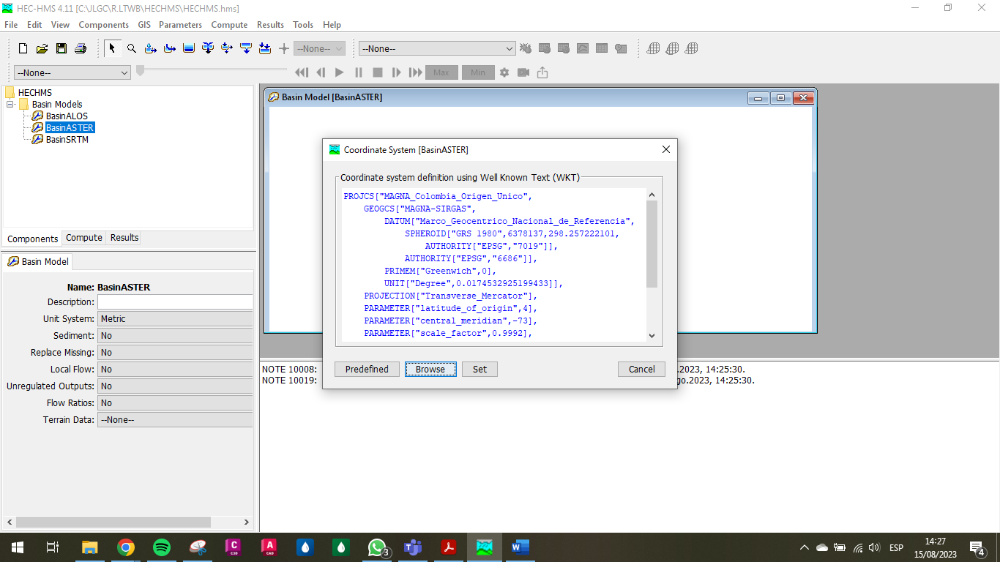 HEC-HMS 4.11 [C:\JLGC\R.LTWB\HECHMS\HECHMS.hms]
File Edit View Components GIS Parameters Compute Results Tools Help
--None-- --None--
--None-- Max Min
HECHMS
Basin Models
BasinALOS
BasinASTER
BasinSRTM
Components Compute Results
Basin Model
Name: BasinASTER
Description:
Unit System: Metric
Sediment: No
Replace Missing: No
Local Flow: No
Unregulated Outputs: No
Flow Ratios: No
Terrain Data: --None--
Basin Model [BasinASTER]
Coordinate System [BasinASTER]
Coordinate system definition using Well Known Text (WKT)
PROJCS["MAGNA_Colombia_Origen_Unico",
GEOGCS["MAGNA-SIRGAS",
DATUM["Marco_Geocentrico_Nacional_de_Referencia",
SPHEROID["GRS 1980",6378137,298.257222101,
AUTHORITY["EPSG","7019"]],
AUTHORITY["EPSG","6686"]],
PRIMEM["Greenwich",0],
UNIT["Degree",0.0174532925199433]],
PROJECTION["Transverse_Mercator"],
PARAMETER["latitude_of_origin",4],
PARAMETER["central_meridian",-73],
PARAMETER["scale_factor",0.9992],
Predefined Browse Set Cancel
NOTE 10008: .2023, 14:25:30.
NOTE 10019: go.2023, 14:25:30.
C C3D A CAD 3 ESP 14:27
15/08/2023 4